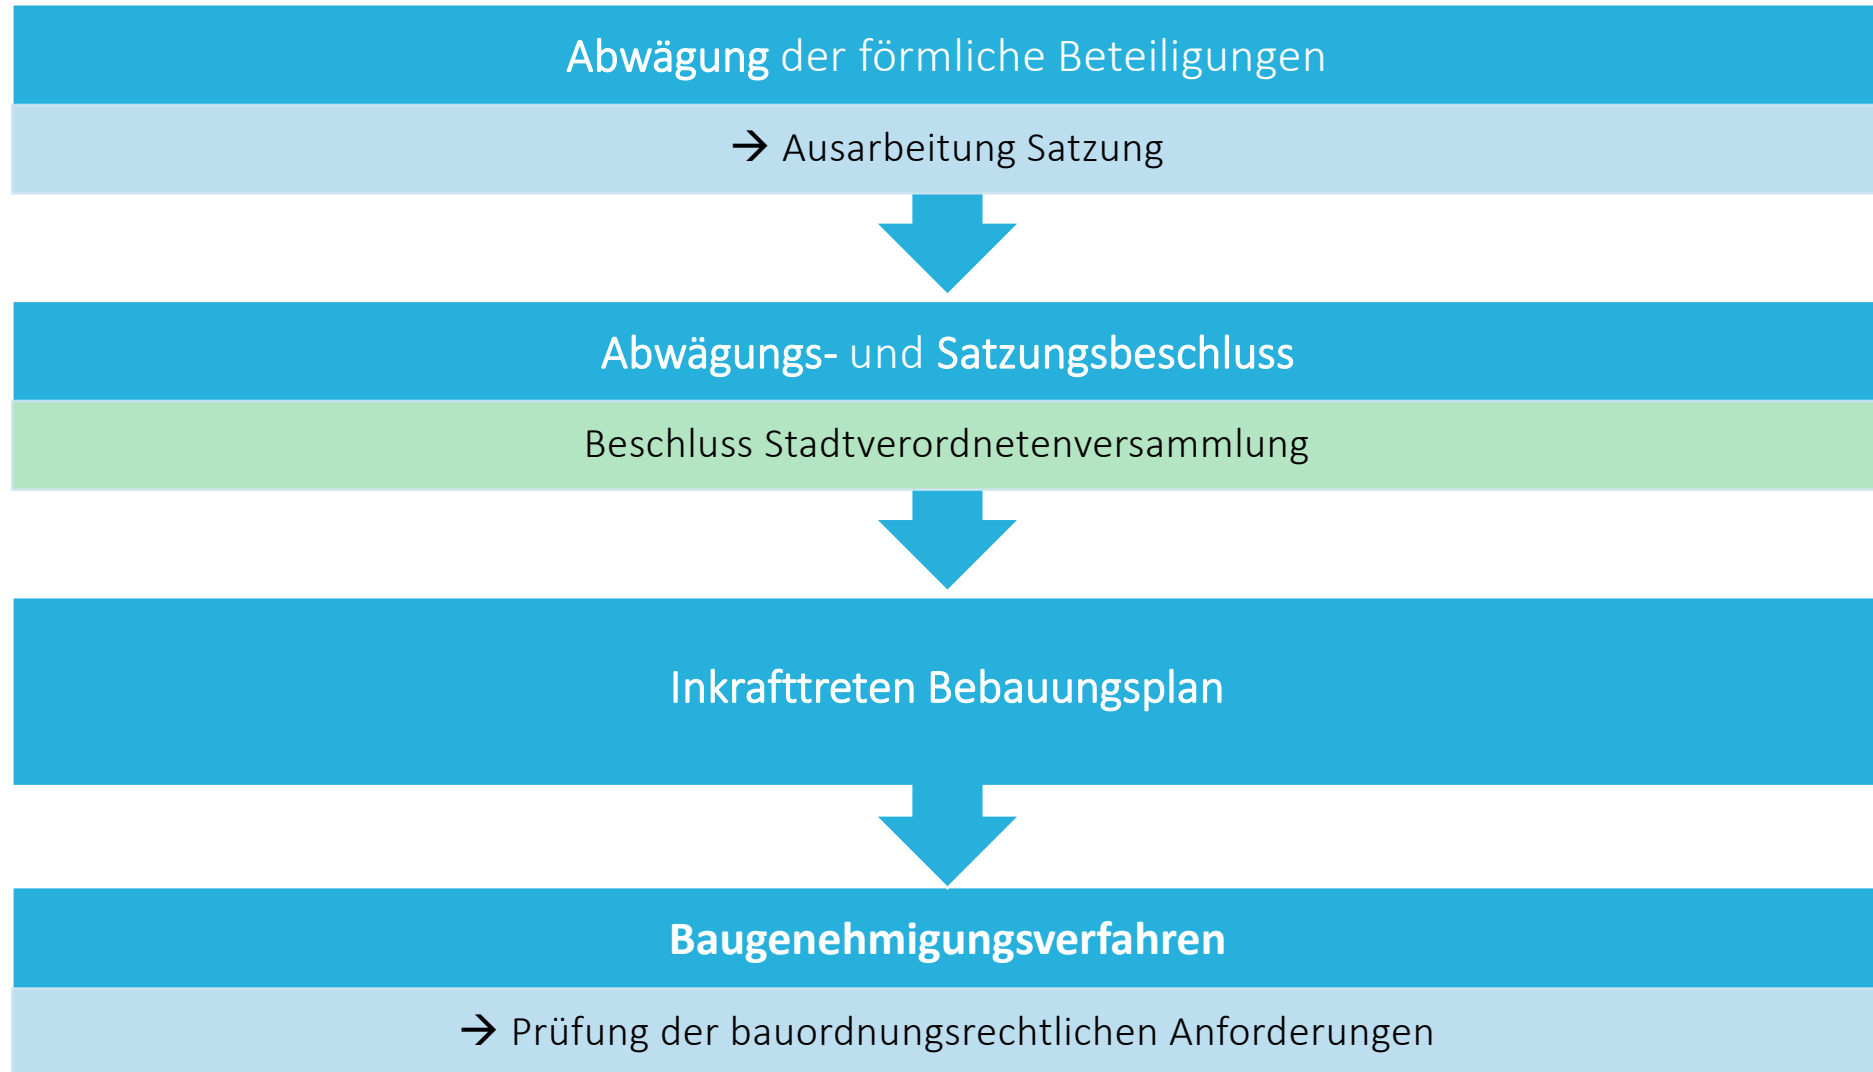 Abwägung der förmliche Beteiligungen
→ Ausarbeitung Satzung
Abwägungs- und Satzungsbeschluss
Beschluss Stadtverordnetenversammlung
Inkrafttreten Bebauungsplan
Baugenehmigungsverfahren
→ Prüfung der bauordnungsrechtlichen Anforderungen